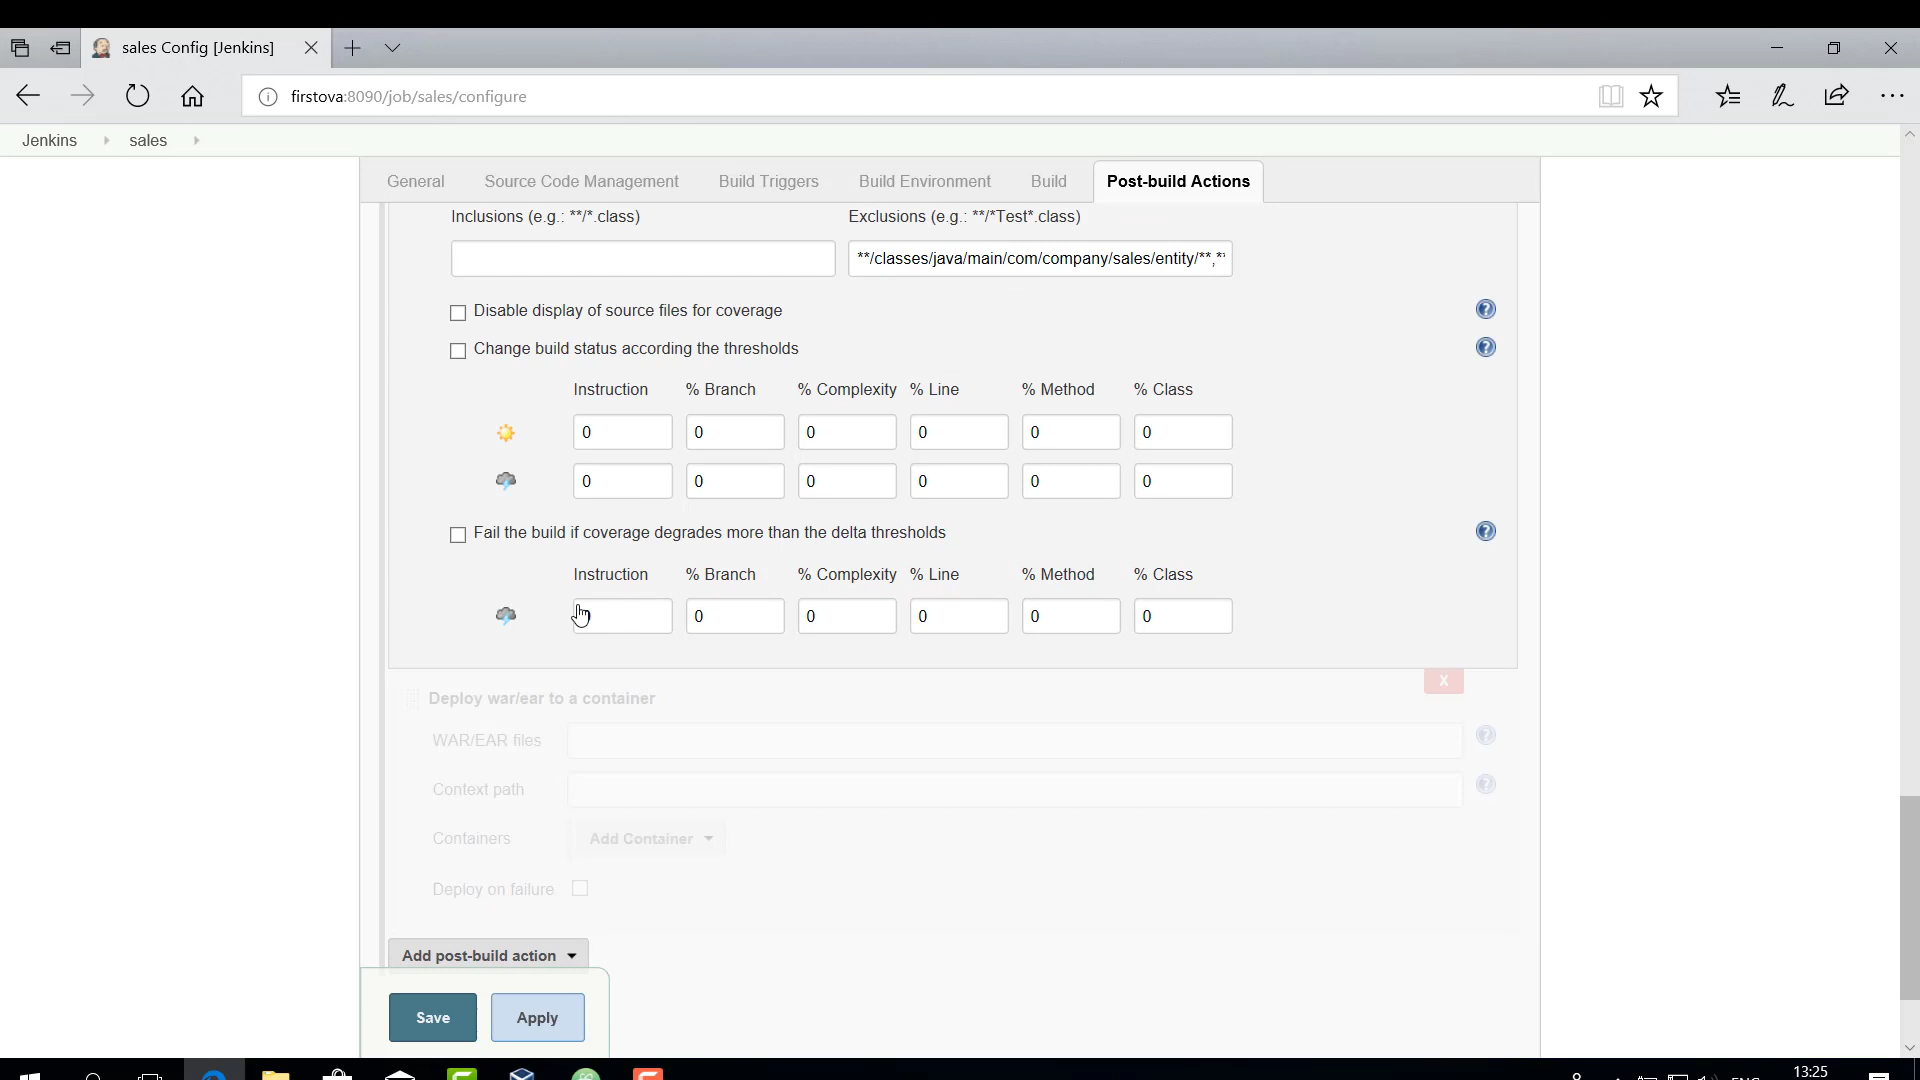 sales Config [Jenkins]
firstova:8090/job/sales/configure
Jenkins sales
General Source Code Management Build Triggers Build Environment Build Post-build Actions
Inclusions (e.g.: **/*.class) Exclusions (e.g.: **/*Test*.class)
**/classes/java/main/com/company/sales/entity/**,*
Disable display of source files for coverage
Change build status according the thresholds
Instruction % Branch % Complexity % Line % Method % Class
0 0 0 0 0 0
0 0 0 0 0 0
Fail the build if coverage degrades more than the delta thresholds
Instruction % Branch % Complexity % Line % Method % Class
0 0 0 0 0
X
Deploy war/ear to a container
WAR/EAR files
Context path
Containers Add Container
Deploy on failure
Add post-build action
Save Apply
13:25